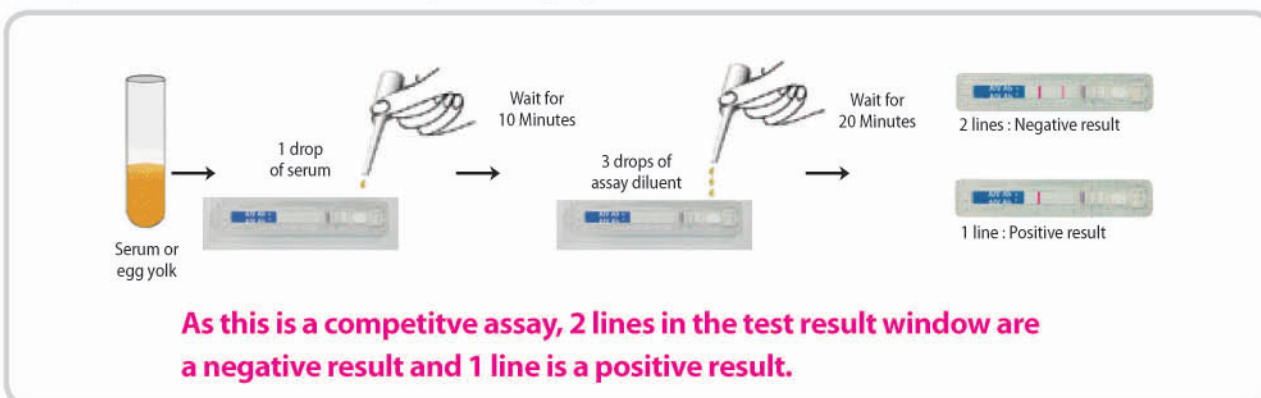 Serum or
egg yolk
1 drop
of serum
Wait for
10 Minutes
3 drops of
assay diluent
Wait for
20 Minutes
2 lines : Negative result
1 line : Positive result
As this is a competitve assay, 2 lines in the test result window are
a negative result and 1 line is a positive result.